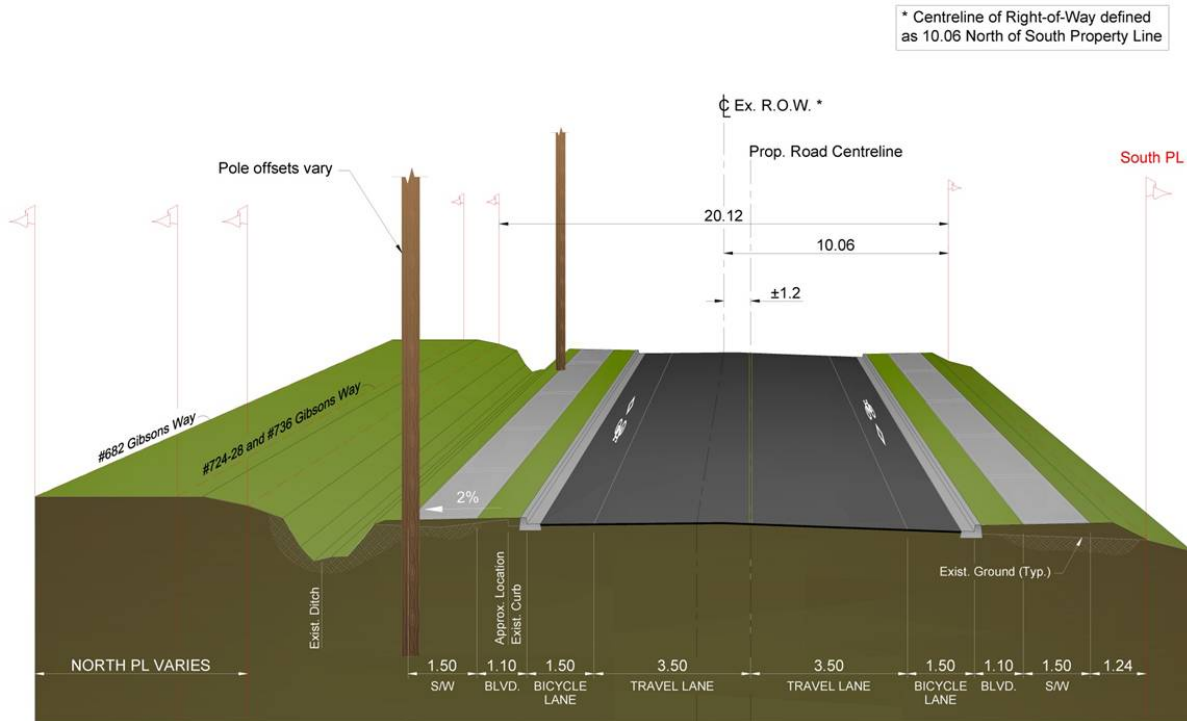 * Centreline of Right-of-Way defined
as 10.06 North of South Property Line
℄ Ex. R.O.W. *
Prop. Road Centreline
Pole offsets vary
South PL
20.12
10.06
±1.2
#682 Gibsons Way
#724-28 and #736 Gibsons Way
2%
Exist. Ground (Typ.)
Exist. Ditch
Approx. Location
Exist. Curb
NORTH PL VARIES
1.50
S/W
1.10
BLVD.
1.50
BICYCLE
LANE
3.50
TRAVEL LANE
3.50
TRAVEL LANE
1.50
BICYCLE
LANE
1.10
BLVD.
1.50
S/W
1.24